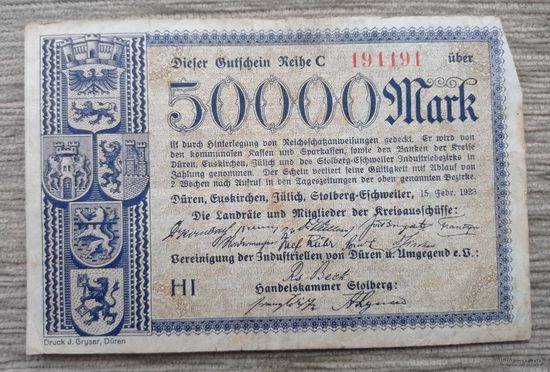 Dieser Gutschein Reihe C 191191 über
50000 Mark
ist durch Hinterlegung von Reichsschatzanweisungen gedeckt. Er wird von
den kommunalen Kassen und Sparkassen, sowie den Banken der Kreise
Düren, Euskirchen, Jülich und des Stolberg-Eschweiler Industriebezirks in
Zahlung genommen. Der Schein verliert seine Gültigkeit mit Ablauf von
2 Wochen nach Aufruf in den Tageszeitungen der oben genannten Bezirke.
Düren, Euskirchen, Jülich, Stolberg-Eschweiler, 15. Febr. 1923
Die Landräte und Mitglieder der Kreisausschüsse:
Vereinigung der Industriellen von Düren u. Umgegend e. V.:
HI
Handelskammer Stolberg:
Druck J. Gryser, Düren